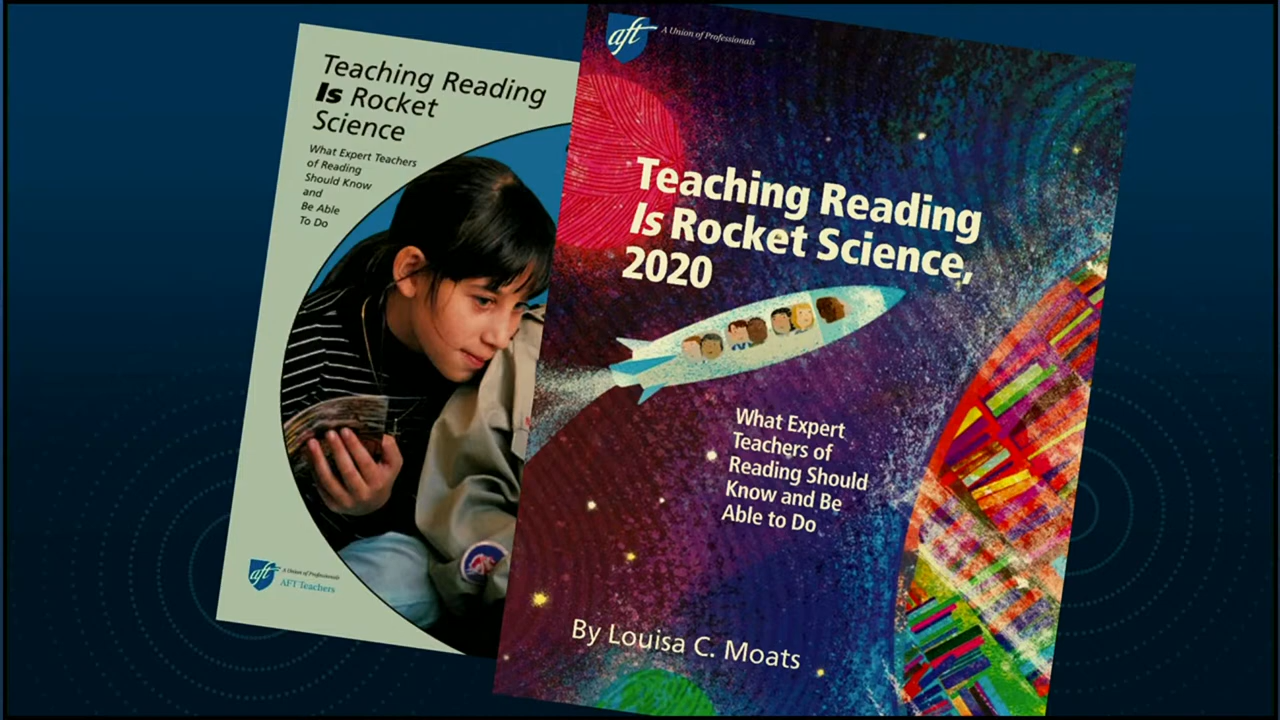 Teaching Reading
Is Rocket
Science
What Expert Teachers
of Reading
Should Know
and
Be Able
To Do
aft
A Union of Professionals
AFT Teachers
aft
A Union of Professionals
Teaching Reading
Is Rocket Science,
2020
What Expert
Teachers of
Reading Should
Know and Be
Able to Do
By Louisa C. Moats